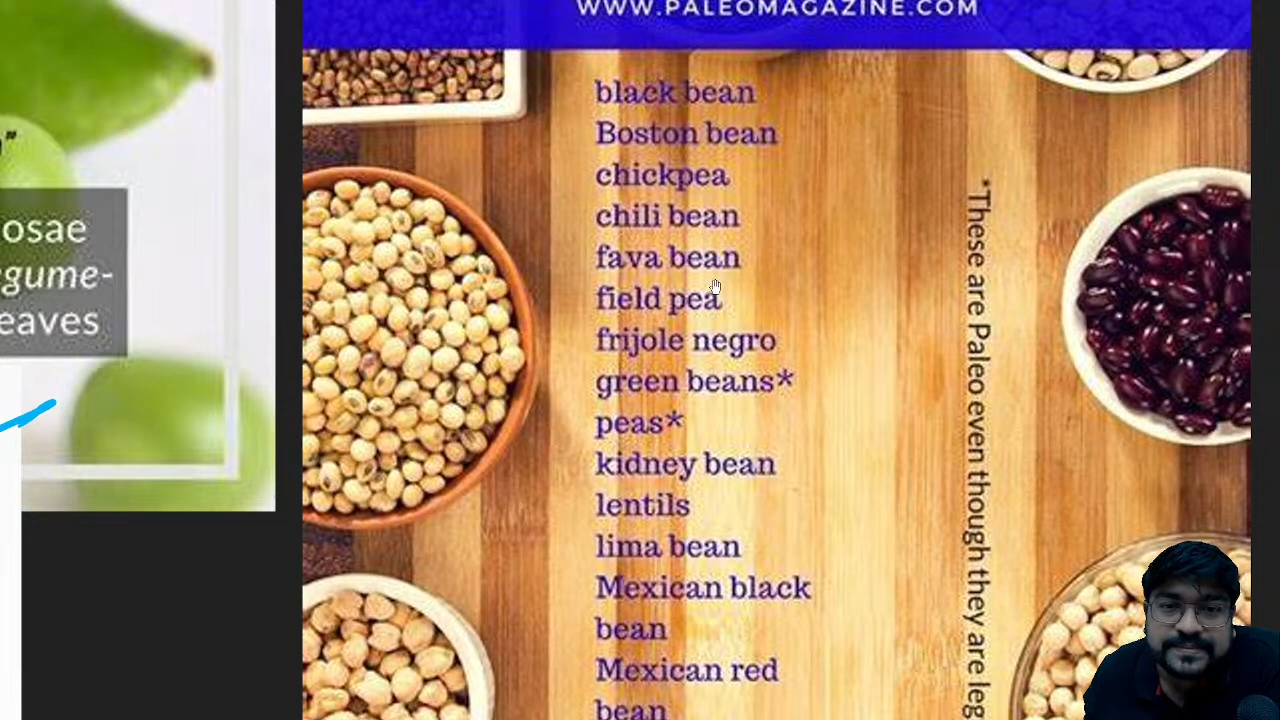 WWW.PALEOMAGAZINE.COM
osae
gume-
eaves
black bean
Boston bean
chickpea
chili bean
fava bean
field pea
frijole negro
green beans*
peas*
kidney bean
lentils
lima bean
Mexican black
bean
Mexican red
bean
*These are Paleo even though they are leg